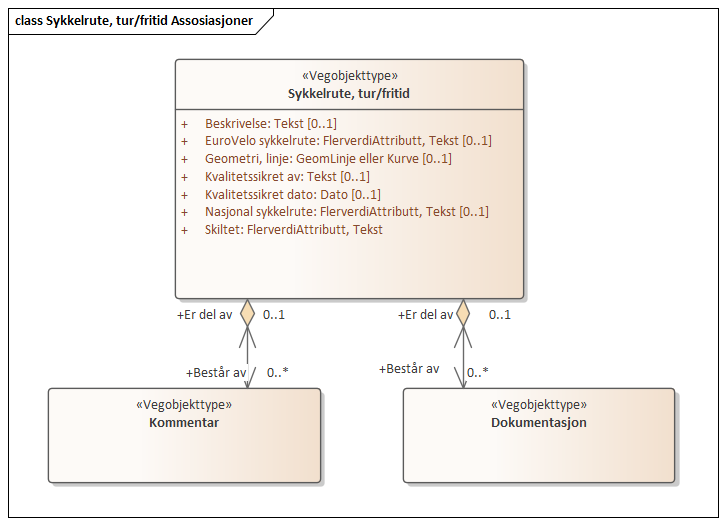 class Sykkelrute, tur/fritid Assosiasjoner
«Vegobjekttype»
Sykkelrute, tur/fritid
+ Beskrivelse: Tekst [0..1]
+ EuroVelo sykkelrute: FlerverdiAttributt, Tekst [0..1]
+ Geometri, linje: GeomLinje eller Kurve [0..1]
+ Kvalitetssikret av: Tekst [0..1]
+ Kvalitetssikret dato: Dato [0..1]
+ Nasjonal sykkelrute: FlerverdiAttributt, Tekst [0..1]
+ Skiltet: FlerverdiAttributt, Tekst
+Er del av 0..1 +Er del av 0..1
+Består av 0..* +Består av 0..*
«Vegobjekttype»
Kommentar
«Vegobjekttype»
Dokumentasjon